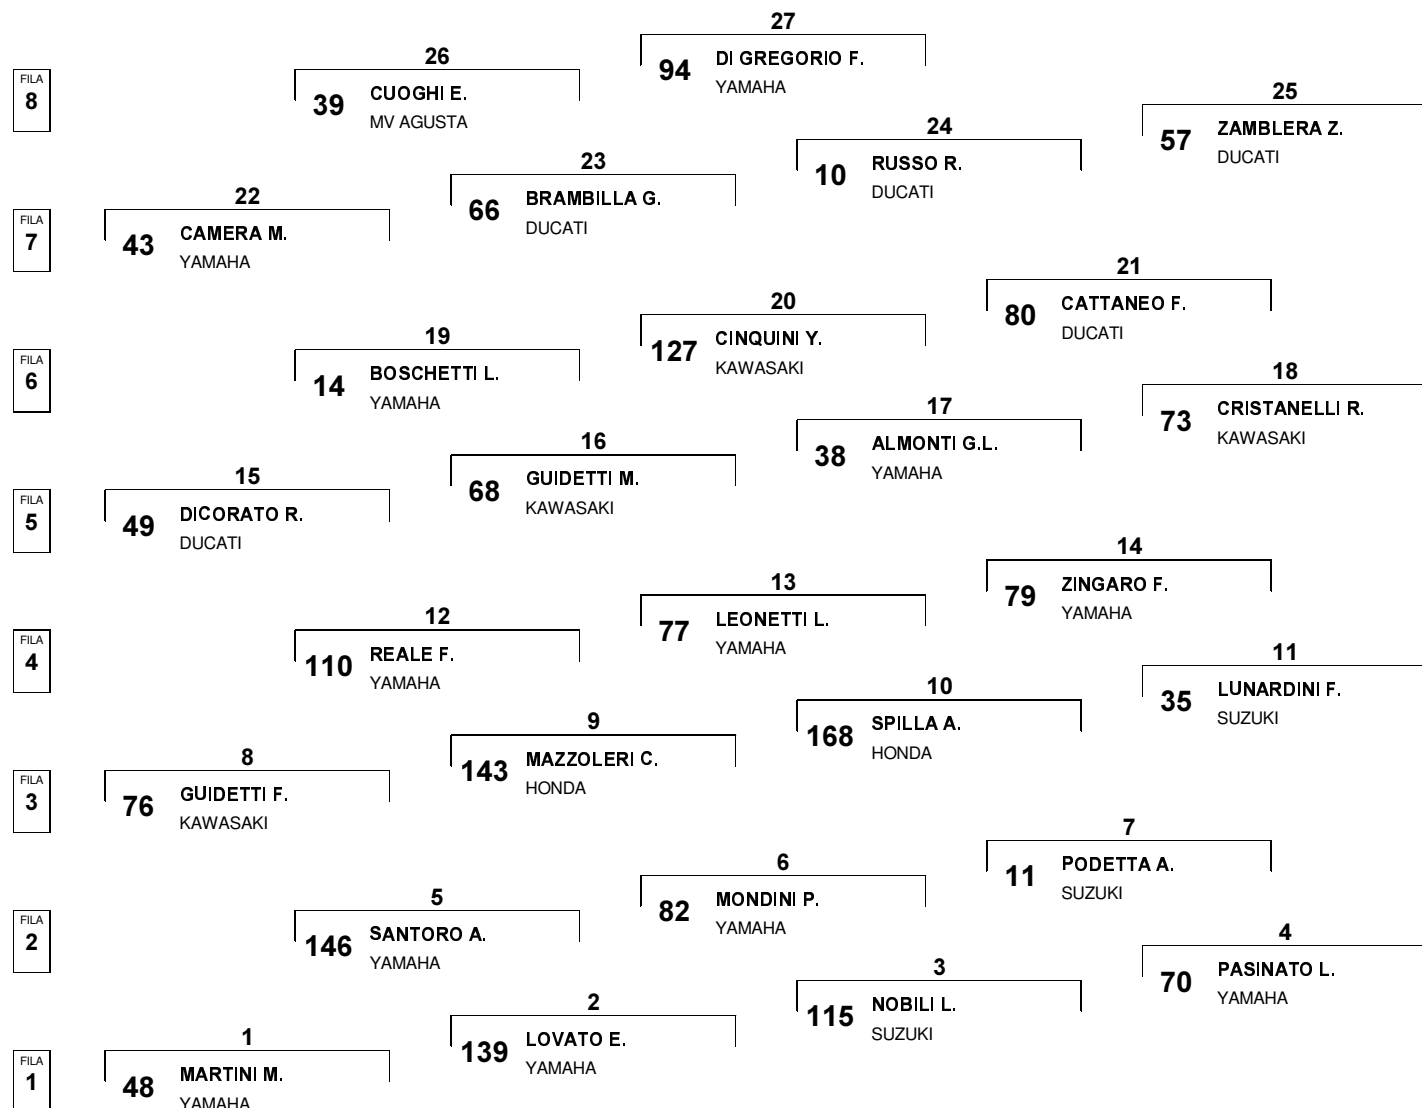 27
DI GREGORIO F.
94
YAMAHA
26
CUOGHI E.
39
MV AGUSTA
FILA
8
25
ZAMBLERA Z.
57
DUCATI
24
RUSSO R.
10
DUCATI
23
BRAMBILLA G.
66
DUCATI
22
CAMERA M.
43
YAMAHA
FILA
7
21
CATTANEO F.
80
DUCATI
20
CINQUINI Y.
127
KAWASAKI
19
BOSCHETTI L.
14
YAMAHA
FILA
6
18
CRISTANELLI R.
73
KAWASAKI
17
ALMONTI G.L.
38
YAMAHA
16
GUIDETTI M.
68
KAWASAKI
15
DICORATO R.
49
DUCATI
FILA
5
14
ZINGARO F.
79
YAMAHA
13
LEONETTI L.
77
YAMAHA
12
REALE F.
110
YAMAHA
FILA
4
11
LUNARDINI F.
35
SUZUKI
10
SPILLA A.
168
HONDA
9
MAZZOLERI C.
143
HONDA
8
GUIDETTI F.
76
KAWASAKI
FILA
3
7
PODETTA A.
11
SUZUKI
6
MONDINI P.
82
YAMAHA
5
SANTORO A.
146
YAMAHA
FILA
2
4
PASINATO L.
70
YAMAHA
3
NOBILI L.
115
SUZUKI
2
LOVATO E.
139
YAMAHA
1
MARTINI M.
48
YAMAHA
FILA
1